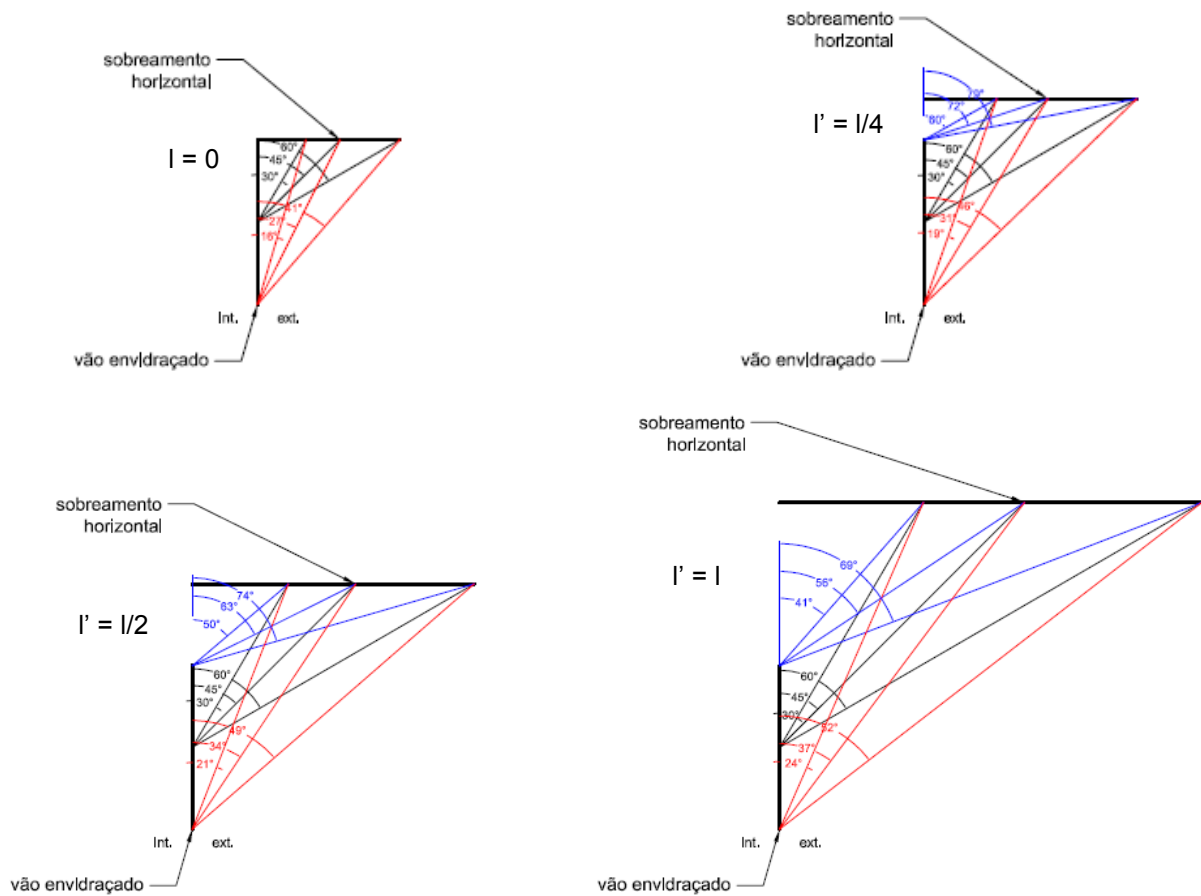 sobreamento
horizontal
l = 0
60°
45°
30°
41°
27°
16°
Int. ext.
vão envidraçado
sobreamento
horizontal
l' = l/4
79°
72°
60°
60°
45°
30°
46°
31°
19°
Int. ext.
vão envidraçado
sobreamento
horizontal
l' = l/2
74°
63°
50°
60°
45°
30°
49°
34°
21°
Int. ext.
vão envidraçado
sobreamento
horizontal
l' = l
69°
56°
41°
60°
45°
30°
52°
37°
24°
Int. ext.
vão envidraçado